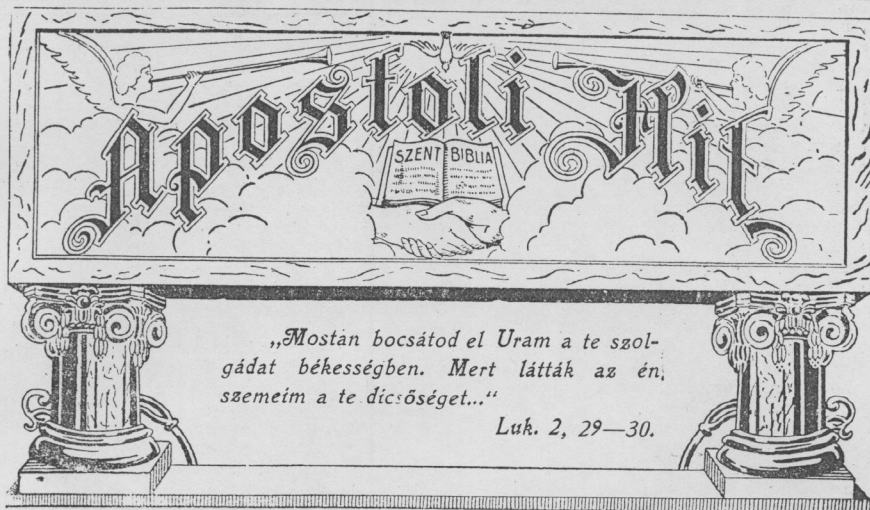 Apostoli Hit
SZENT BIBLIA
„Mostan bocsátod el Uram a te szol-
gádat békességben. Mert látták az én
szemeim a te dicsőséget...“
Luk. 2, 29—30.